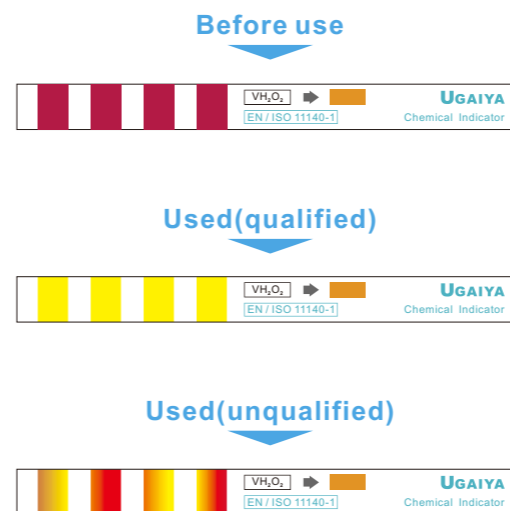 Before use
VH₂O₂ UGAIYA
EN / ISO 11140-1 Chemical Indicator
Used(qualified)
VH₂O₂ UGAIYA
EN / ISO 11140-1 Chemical Indicator
Used(unqualified)
VH₂O₂ UGAIYA
EN / ISO 11140-1 Chemical Indicator